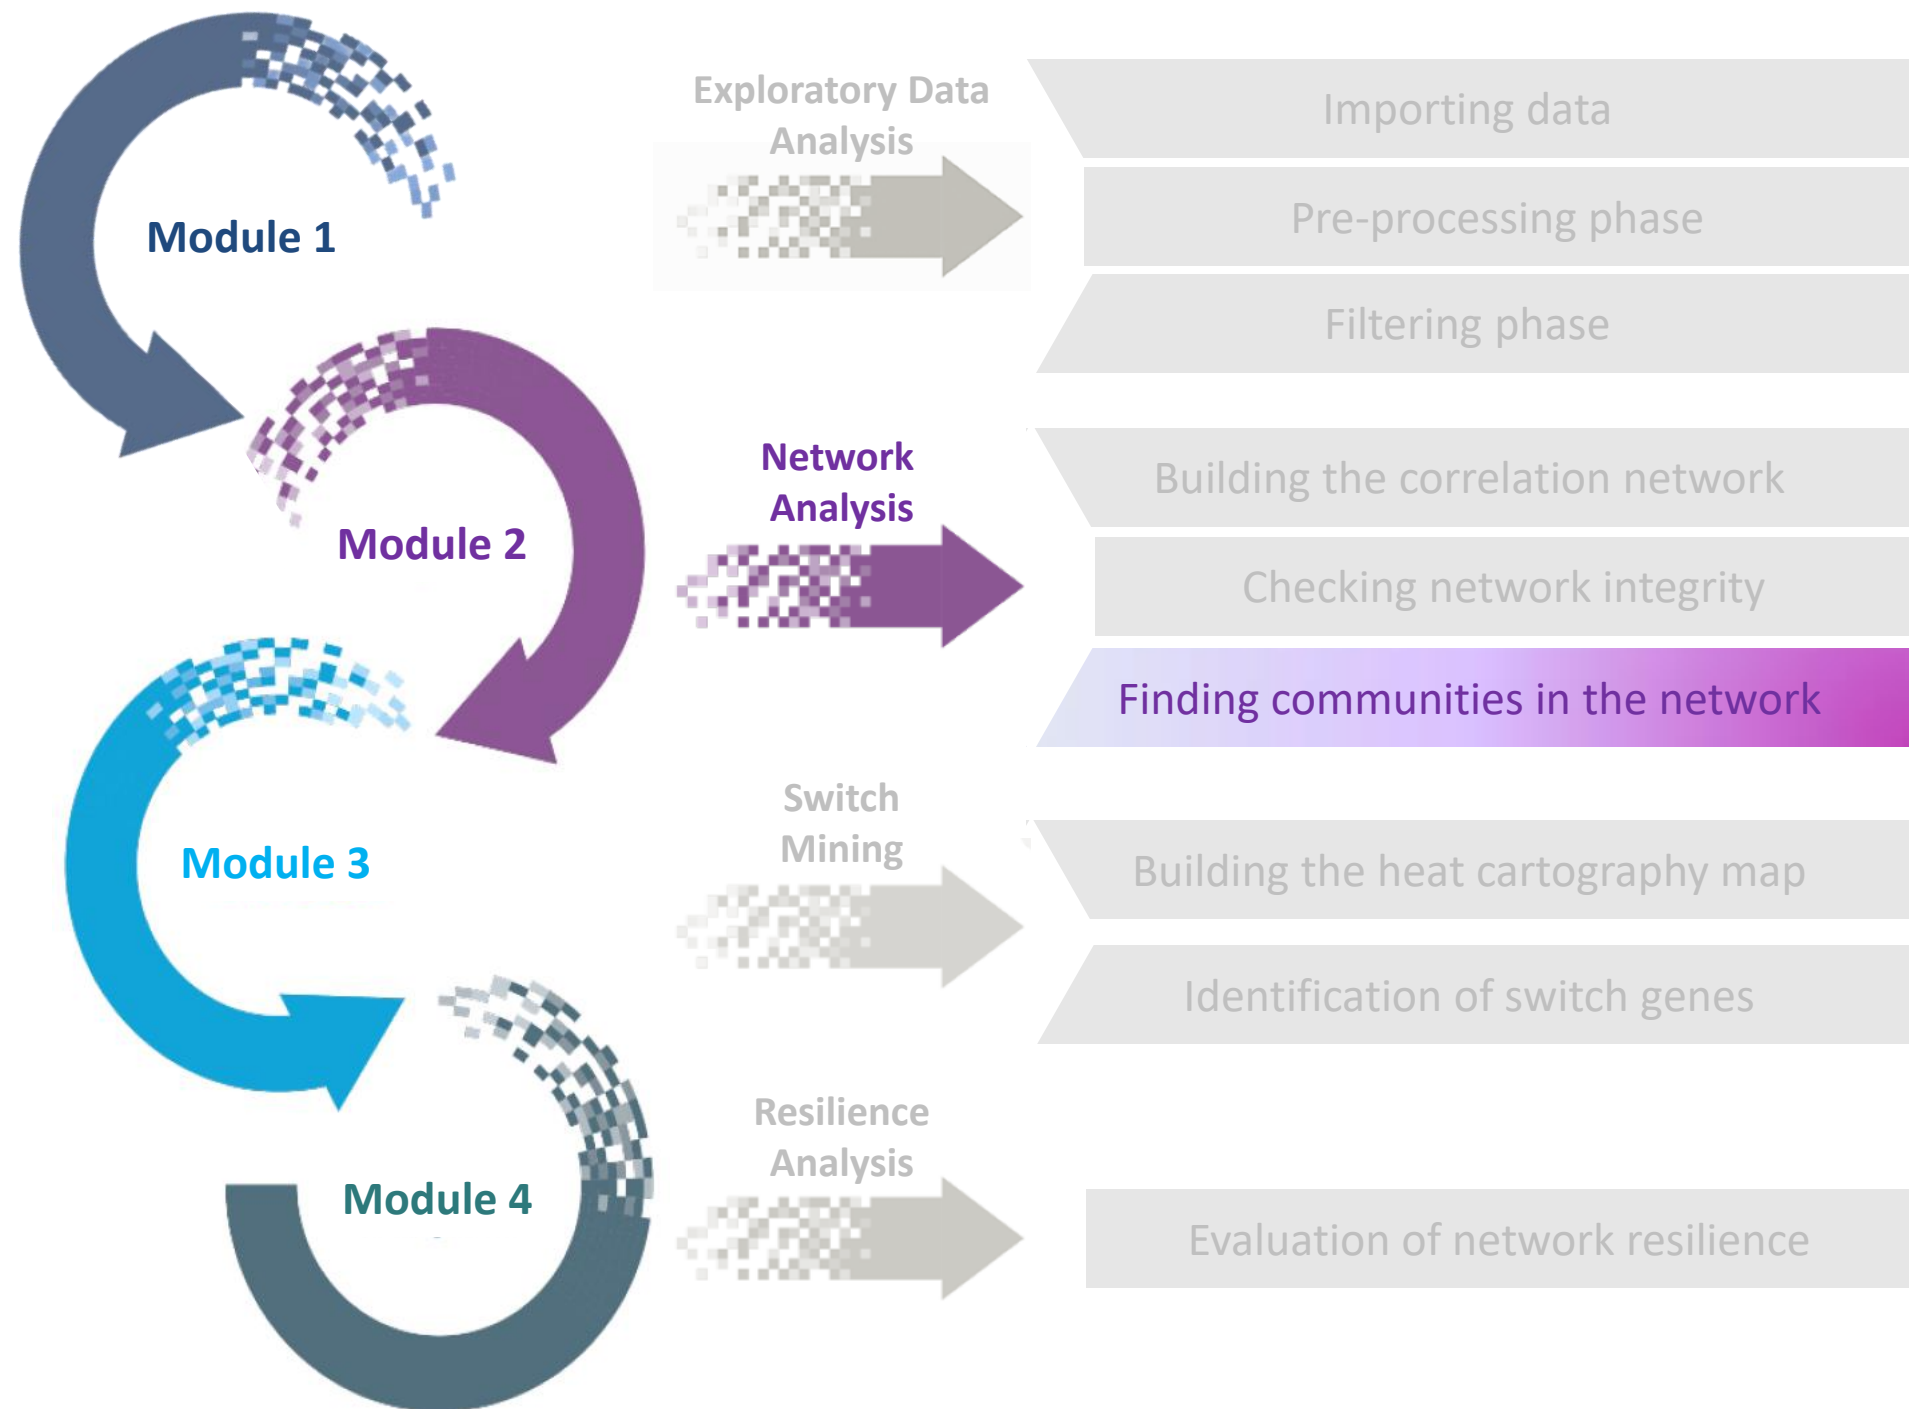 Module 1
Exploratory Data
Analysis
Importing data
Pre-processing phase
Filtering phase
Module 2
Network
Analysis
Building the correlation network
Checking network integrity
Finding communities in the network
Module 3
Switch
Mining
Building the heat cartography map
Identification of switch genes
Module 4
Resilience
Analysis
Evaluation of network resilience